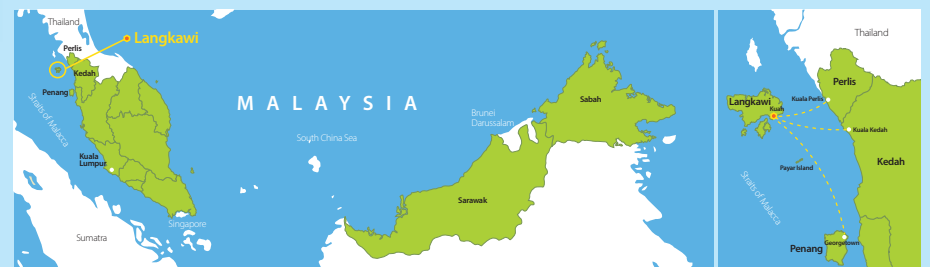 Thailand
Langkawi
Perlis
Kedah
Penang
Straits of Malacca
MALAYSIA
Kuala
Lumpur
South China Sea
Brunei
Darussalam
Sabah
Sarawak
Singapore
Sumatra
Thailand
Perlis
Langkawi
Kuah
Kuala Perlis
Kuala Kedah
Kedah
Payar Island
Straits of Malacca
Penang
Georgetown